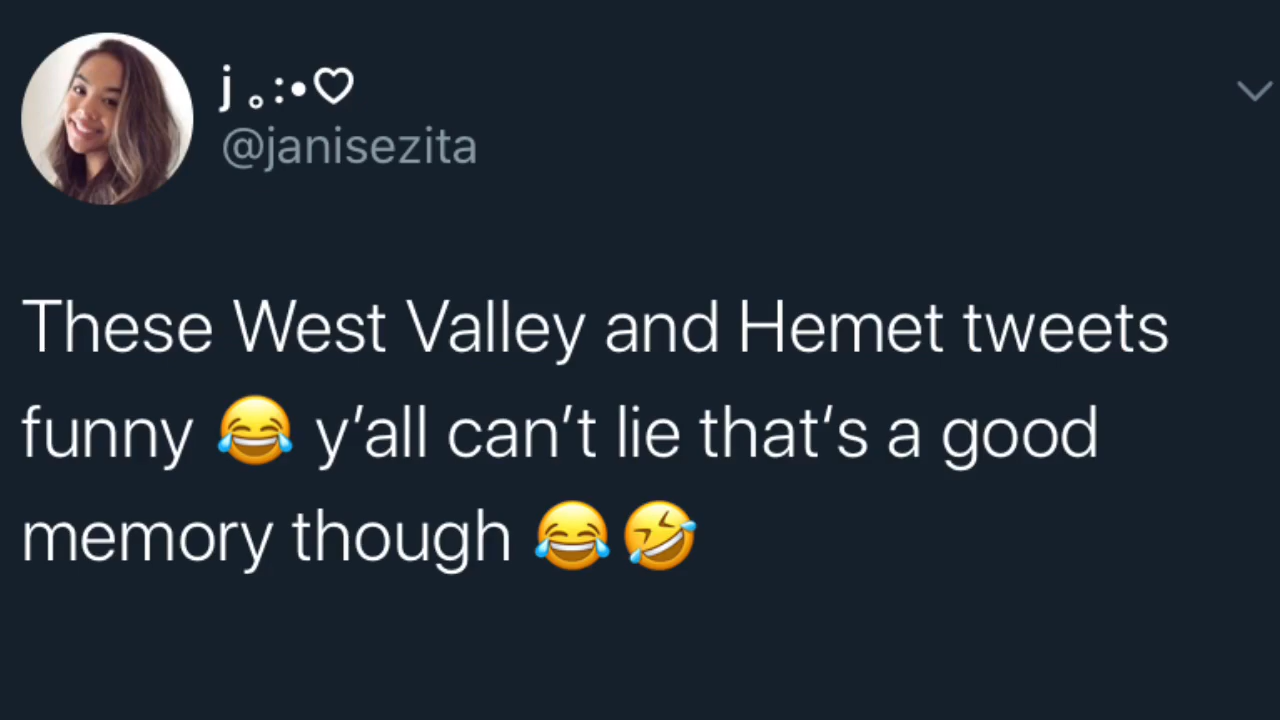 j ｡:•♡
@janisezita
These West Valley and Hemet tweets
funny 😂 y’all can’t lie that’s a good
memory though 😂🤣